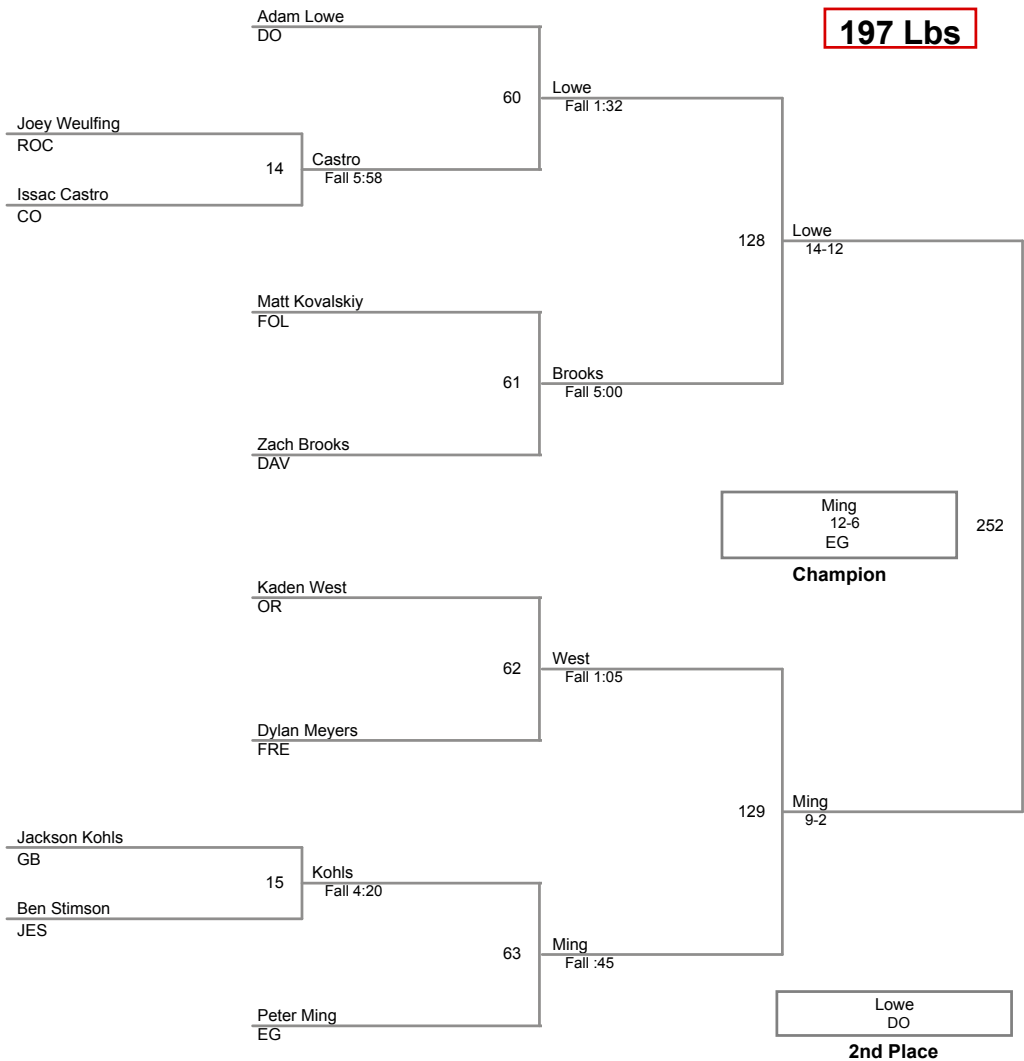 197 Lbs
Adam Lowe
DO
60
Lowe
Fall 1:32
Joey Weulfing
ROC
14
Castro
Fall 5:58
Issac Castro
CO
128
Lowe
14-12
Matt Kovalskiy
FOL
61
Brooks
Fall 5:00
Zach Brooks
DAV
Ming
12-6
EG
252
Champion
Kaden West
OR
62
West
Fall 1:05
Dylan Meyers
FRE
129
Ming
9-2
Jackson Kohls
GB
15
Kohls
Fall 4:20
Ben Stimson
JES
63
Ming
Fall :45
Peter Ming
EG
Lowe
DO
2nd Place